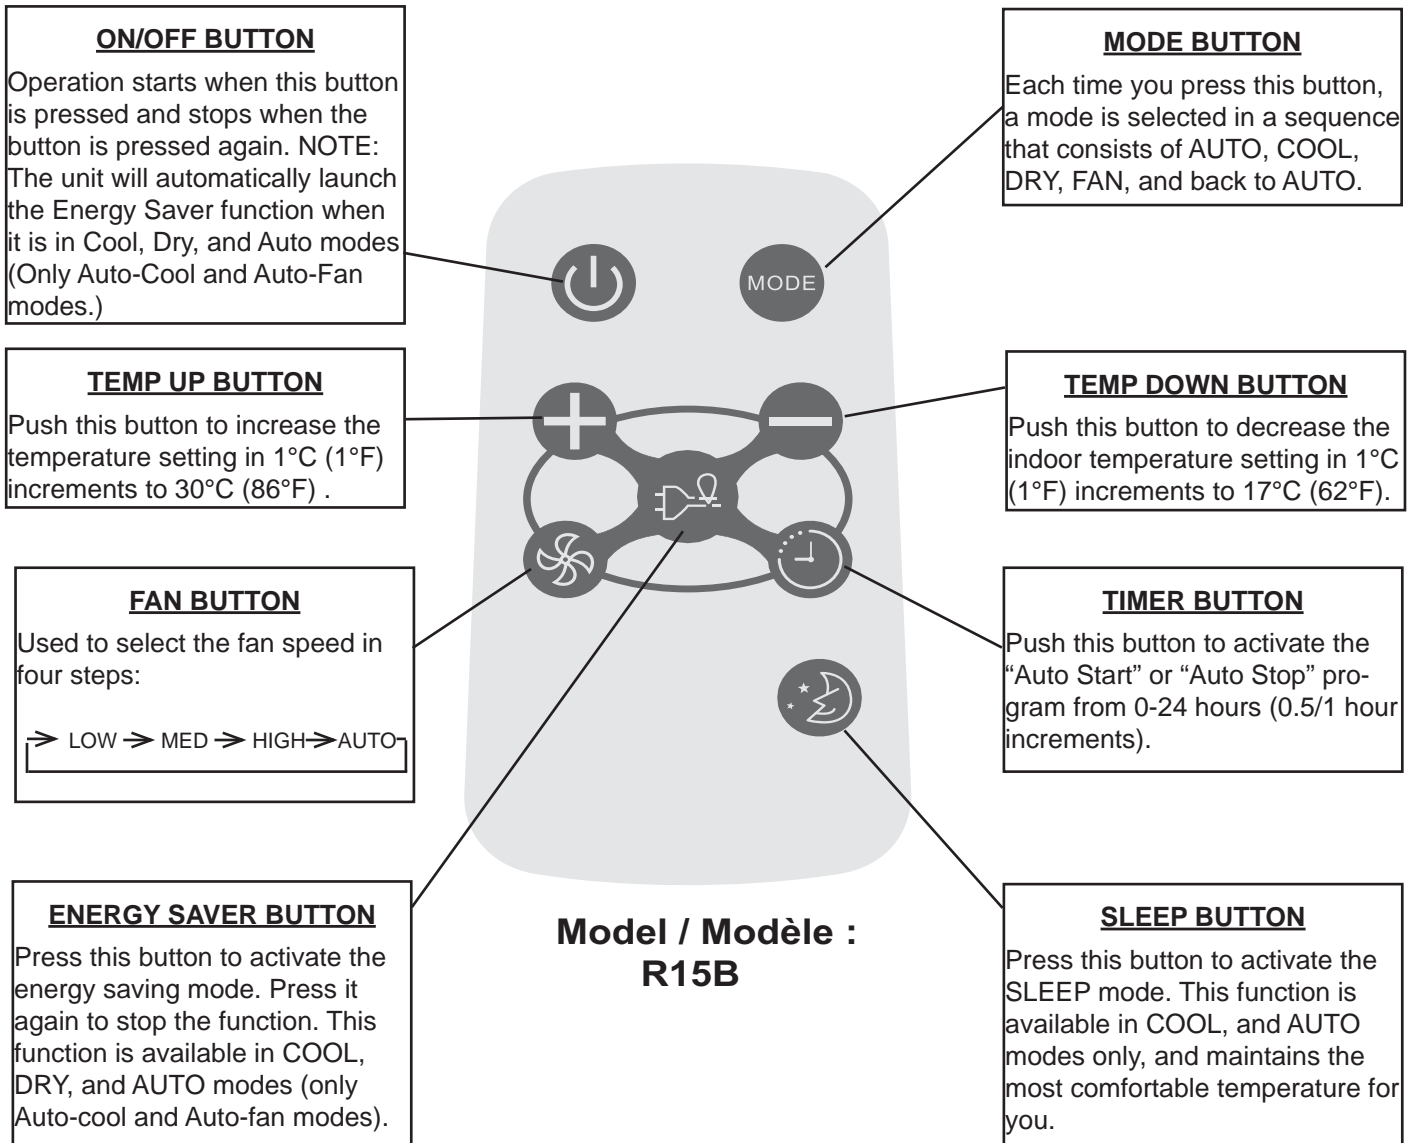 ON/OFF BUTTON
Operation starts when this button
is pressed and stops when the
button is pressed again. NOTE:
The unit will automatically launch
the Energy Saver function when
it is in Cool, Dry, and Auto modes
(Only Auto-Cool and Auto-Fan
modes.)
MODE BUTTON
Each time you press this button,
a mode is selected in a sequence
that consists of AUTO, COOL,
DRY, FAN, and back to AUTO.
MODE
TEMP UP BUTTON
Push this button to increase the
temperature setting in 1°C (1°F)
increments to 30°C (86°F) .
TEMP DOWN BUTTON
Push this button to decrease the
indoor temperature setting in 1°C
(1°F) increments to 17°C (62°F).
FAN BUTTON
Used to select the fan speed in
four steps:
LOW MED HIGH AUTO
TIMER BUTTON
Push this button to activate the
“Auto Start” or “Auto Stop” pro-
gram from 0-24 hours (0.5/1 hour
increments).
ENERGY SAVER BUTTON
Press this button to activate the
energy saving mode. Press it
again to stop the function. This
function is available in COOL,
DRY, and AUTO modes (only
Auto-cool and Auto-fan modes).
Model / Modèle :
R15B
SLEEP BUTTON
Press this button to activate the
SLEEP mode. This function is
available in COOL, and AUTO
modes only, and maintains the
most comfortable temperature for
you.